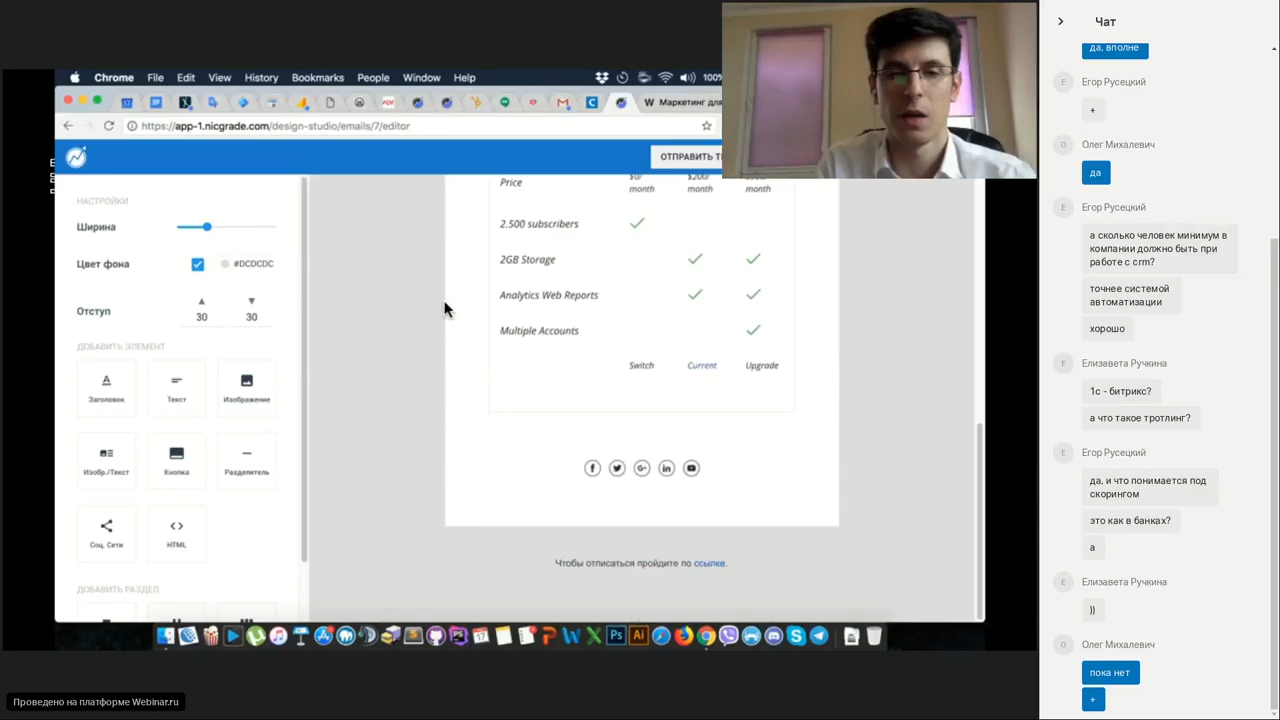 Chrome File Edit View History Bookmarks People Window Help
100%
W Маркетинг для
https://app-1.nicgrade.com/design-studio/emails/7/editor
НАСТРОЙКИ
Ширина
Цвет фона
#DCDCDC
Отступ
30
30
ДОБАВИТЬ ЭЛЕМЕНТ
Заголовок
Текст
Изображение
Изобр./Текст
Кнопка
Разделитель
Соц. Сети
HTML
ДОБАВИТЬ РАЗДЕЛ
ОТПРАВИТЬ
Price
month
month
month
2.500 subscribers
2GB Storage
Analytics Web Reports
Multiple Accounts
Switch Current Upgrade
Чтобы отписаться пройдите по ссылке.
Проведено на платформе Webinar.ru
Чат
да, вполне
Егор Русецкий
+
Олег Михалевич
да
Егор Русецкий
а сколько человек минимум в
компании должно быть при
работе с crm?
точнее системой
автоматизации
хорошо
Елизавета Ручкина
1с - битрикс?
а что такое тротлинг?
Егор Русецкий
да, и что понимается под
скорингом
это как в банках?
а
Елизавета Ручкина
))
Олег Михалевич
пока нет
+